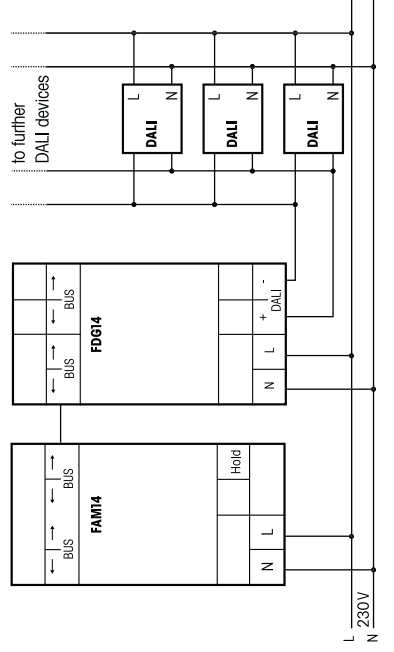 to further
DALI devices
L
N
DALI
L
N
DALI
L
N
DALI
BUS
BUS
FDG14
N
L
+
-
DALI
BUS
BUS
FAM14
Hold
N
L
L
230V
N